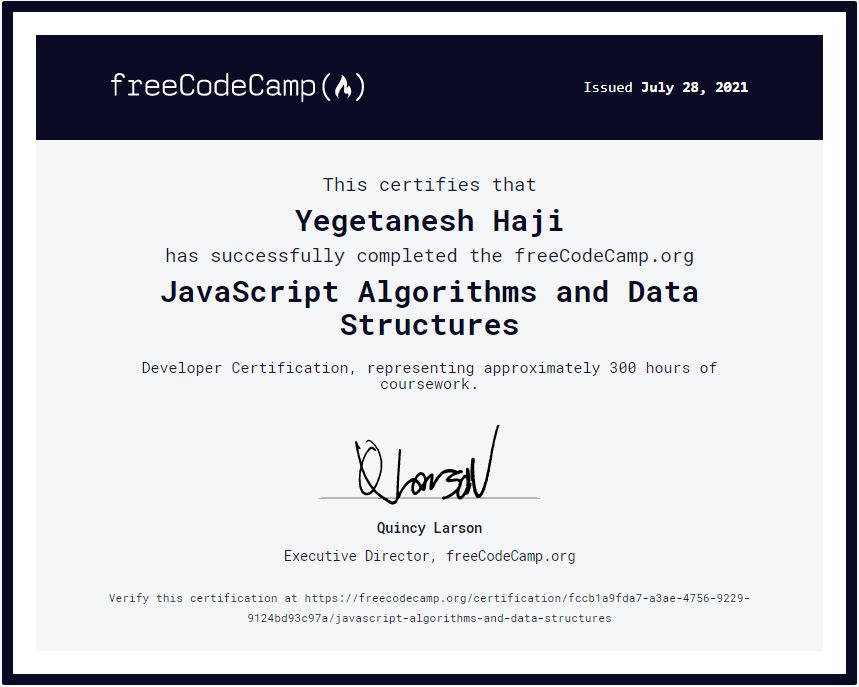 freeCodeCamp(🔥)
Issued July 28, 2021
This certifies that
Yegetanesh Haji
has successfully completed the freeCodeCamp.org
JavaScript Algorithms and Data
Structures
Developer Certification, representing approximately 300 hours of
coursework.
Q Larson
Quincy Larson
Executive Director, freeCodeCamp.org
Verify this certification at https://freecodecamp.org/certification/fccb1a9fda7-a3ae-4756-9229-
9124bd93c97a/javascript-algorithms-and-data-structures